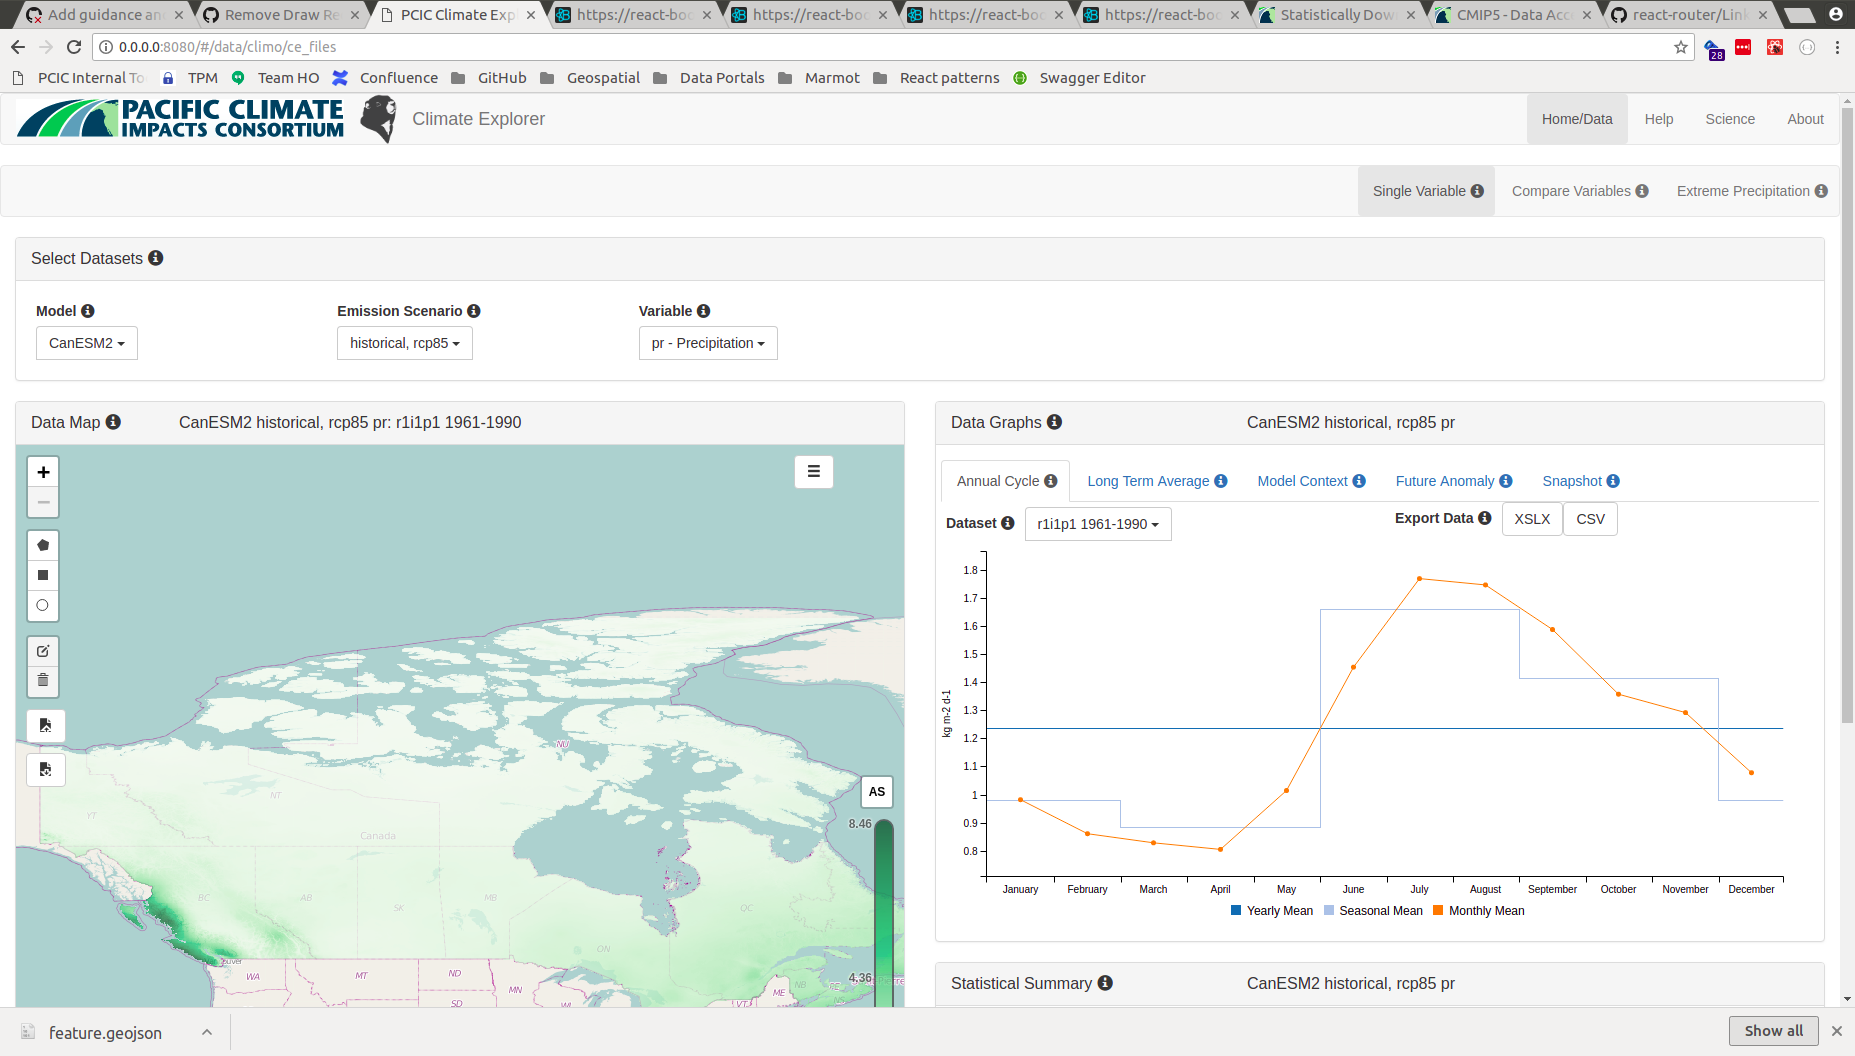 Add guidance an
Remove Draw Re
PCIC Climate Exp
https://react-boo
https://react-boo
https://react-boo
https://react-boo
Statistically Dow
CMIP5 - Data Acc
react-router/Link
0.0.0.0:8080/#/data/climo/ce_files
28
PCIC Internal To
TPM
Team HO
Confluence
GitHub
Geospatial
Data Portals
Marmot
React patterns
Swagger Editor
PACIFIC CLIMATE
IMPACTS CONSORTIUM
Climate Explorer
Home/Data
Help
Science
About
Single Variable
Compare Variables
Extreme Precipitation
Select Datasets
Model
Emission Scenario
Variable
CanESM2
historical, rcp85
pr - Precipitation
Data Map
CanESM2 historical, rcp85 pr: r1i1p1 1961-1990
+
−
NU
NT
YT
Canada
BC
AB
SK
MB
ON
QC
NB
PE
NS
WA
MT
ND
SD
MN
WI
VT
ME
AS
8.46
4.36
Data Graphs
CanESM2 historical, rcp85 pr
Annual Cycle
Long Term Average
Model Context
Future Anomaly
Snapshot
Dataset
r1i1p1 1961-1990
Export Data
XSLX
CSV
kg m-2 d-1
1.8
1.7
1.6
1.5
1.4
1.3
1.2
1.1
1
0.9
0.8
January
February
March
April
May
June
July
August
September
October
November
December
Yearly Mean
Seasonal Mean
Monthly Mean
Statistical Summary
CanESM2 historical, rcp85 pr
feature.geojson
Show all